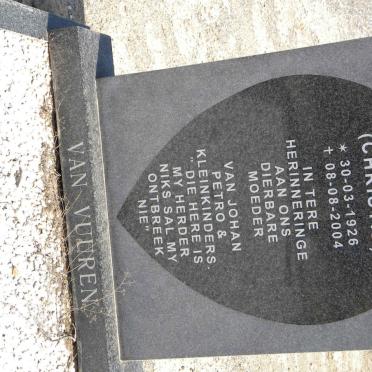 (CHRIS
* 30-03-1926
✝ 08-08-2004
IN TERE
HERINNERINGE
AAN ONS
DIERBARE
MOEDER
VAN JOHAN
PETRO &
KLEINKINDERS.
"DIE HERE IS
MY HERDER
NIKS SAL MY
ONTBREEK
NIE"
VAN VUUREN